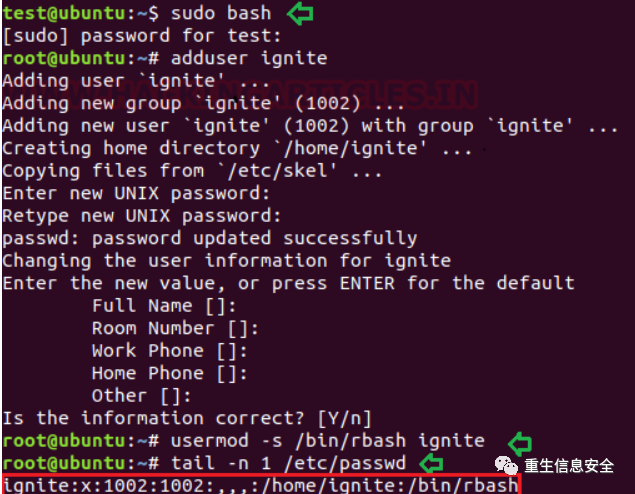 test@ubuntu:~$ sudo bash
[sudo] password for test:
root@ubuntu:~# adduser ignite
Adding user `ignite' ...
Adding new group `ignite' (1002) ...
Adding new user `ignite' (1002) with group `ignite' ...
Creating home directory `/home/ignite' ...
Copying files from `/etc/skel' ...
Enter new UNIX password:
Retype new UNIX password:
passwd: password updated successfully
Changing the user information for ignite
Enter the new value, or press ENTER for the default
        Full Name []:
        Room Number []:
        Work Phone []:
        Home Phone []:
        Other []:
Is the information correct? [Y/n]
root@ubuntu:~# usermod -s /bin/rbash ignite
root@ubuntu:~# tail -n 1 /etc/passwd
重生信息安全
ignite:x:1002:1002:,,,:/home/ignite:/bin/rbash